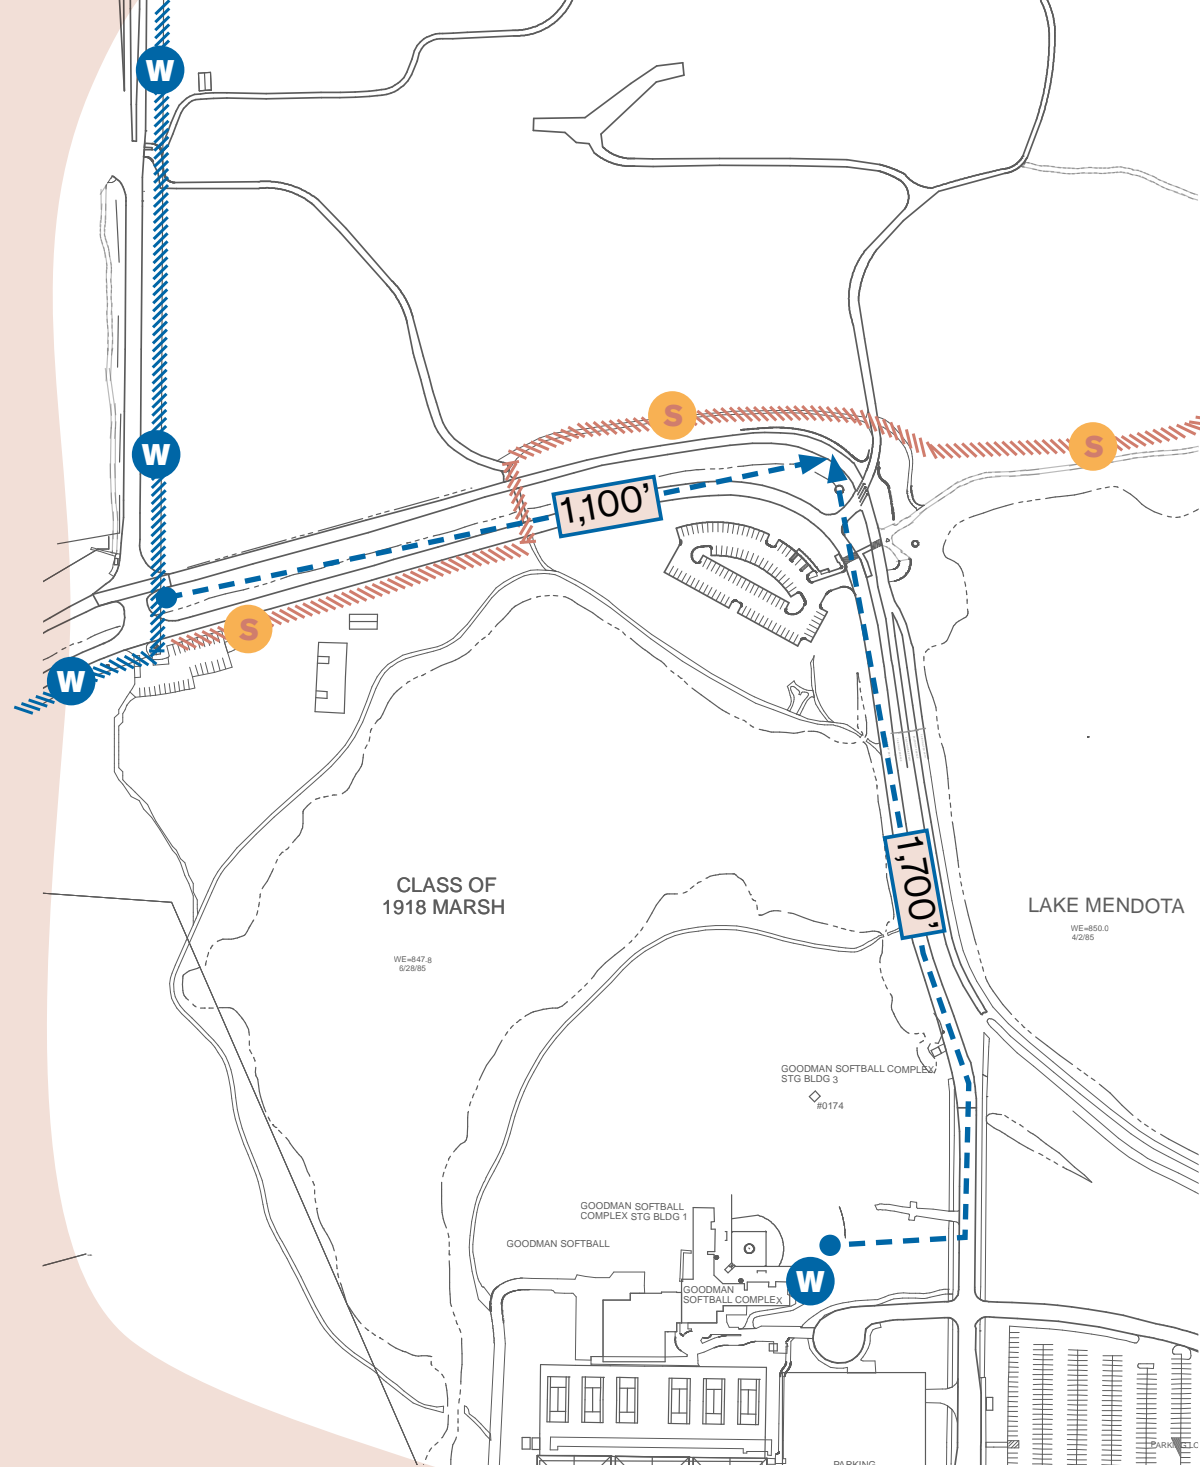 W
W
S
S
1,100'
S
W
1,700'
CLASS OF
1918 MARSH
WE=847.8
6/28/85
LAKE MENDOTA
WE=850.0
4/2/85
GOODMAN SOFTBALL COMPLEX
STG BLDG 3
#0174
GOODMAN SOFTBALL
COMPLEX STG BLDG 1
GOODMAN SOFTBALL
W
GOODMAN
SOFTBALL COMPLEX
PARKING LO
PARKING